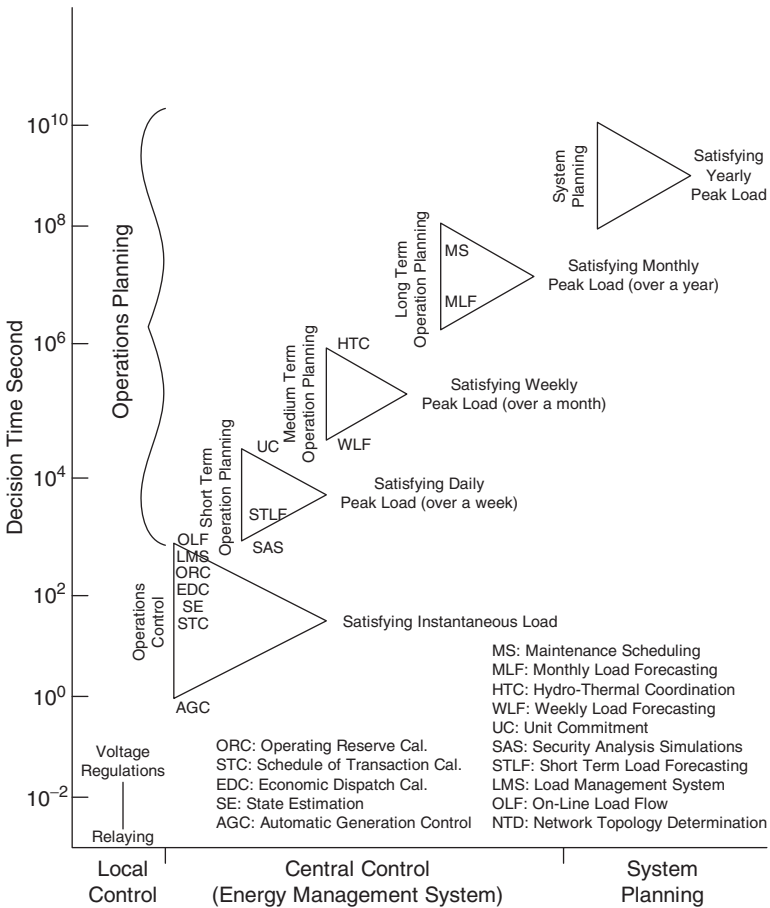 Decision Time Second
10^10
10^8
10^6
10^4
10^2
10^0
10^−2
Operations Planning
System
Planning
Satisfying
Yearly
Peak Load
Long Term
Operation Planning
MS
MLF
Satisfying Monthly
Peak Load (over a year)
Medium Term
Operation Planning
HTC
WLF
Satisfying Weekly
Peak Load (over a month)
Short Term
Operation Planning
UC
STLF
SAS
Satisfying Daily
Peak Load (over a week)
Operations
Control
OLF
LMS
ORC
EDC
SE
STC
AGC
Satisfying Instantaneous Load
Voltage
Regulations
Relaying
ORC: Operating Reserve Cal.
STC: Schedule of Transaction Cal.
EDC: Economic Dispatch Cal.
SE: State Estimation
AGC: Automatic Generation Control
MS: Maintenance Scheduling
MLF: Monthly Load Forecasting
HTC: Hydro-Thermal Coordination
WLF: Weekly Load Forecasting
UC: Unit Commitment
SAS: Security Analysis Simulations
STLF: Short Term Load Forecasting
LMS: Load Management System
OLF: On-Line Load Flow
NTD: Network Topology Determination
Local
Control
Central Control
(Energy Management System)
System
Planning